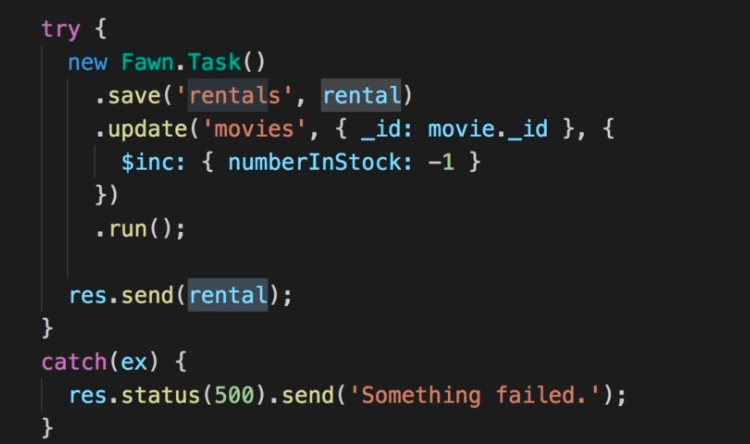 try {
new Fawn.Task()
.save('rentals', rental)
.update('movies', { _id: movie._id }, {
$inc: { numberInStock: -1 }
})
.run();
res.send(rental);
}
catch(ex) {
res.status(500).send('Something failed.');
}